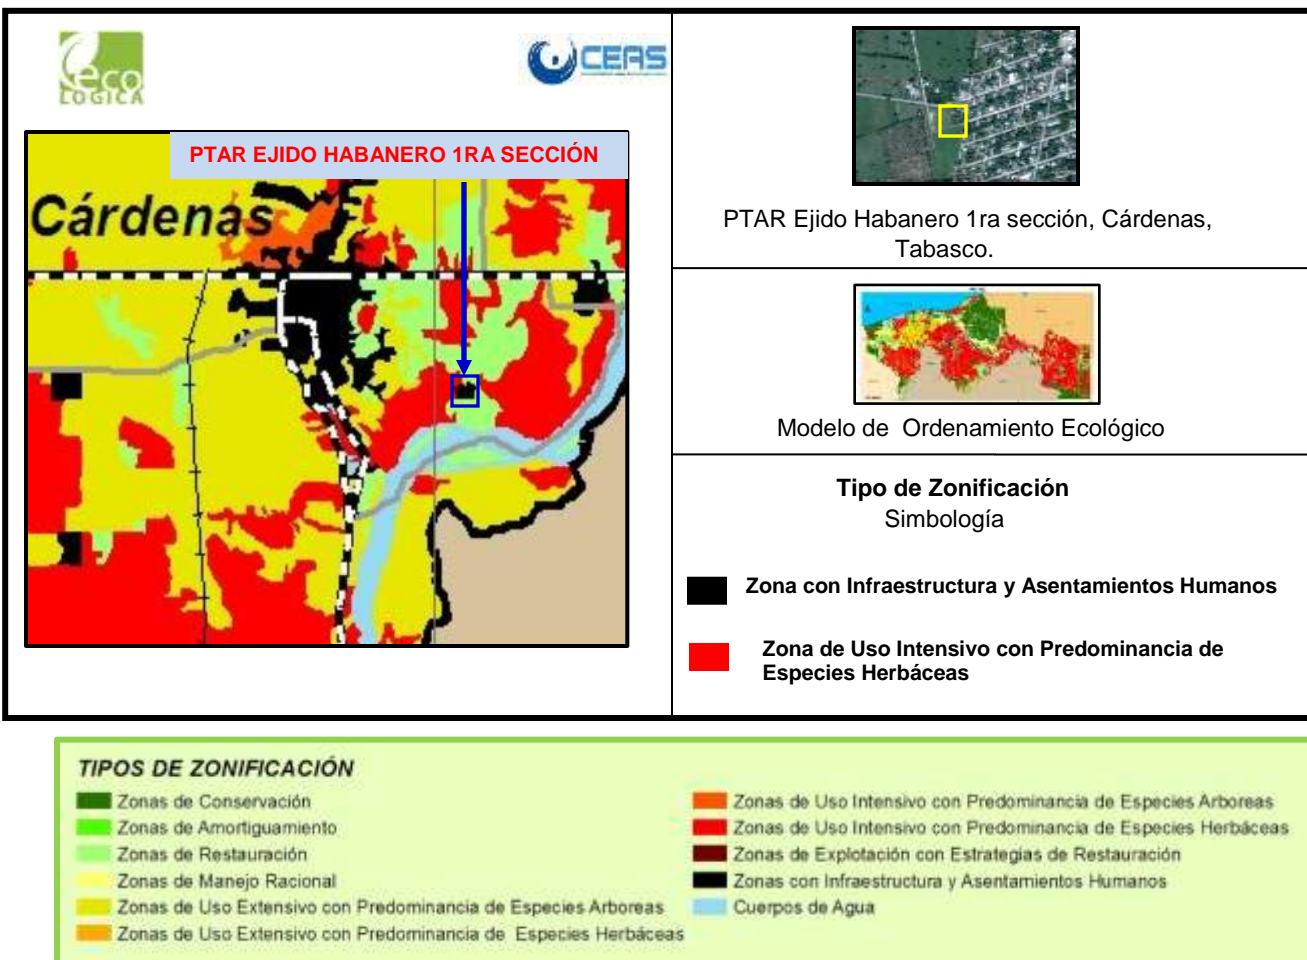 eco
LOGICA
CEAS
PTAR EJIDO HABANERO 1RA SECCIÓN
Cárdenas
PTAR Ejido Habanero 1ra sección, Cárdenas,
Tabasco.
Modelo de Ordenamiento Ecológico
Tipo de Zonificación
Simbología
Zona con Infraestructura y Asentamientos Humanos
Zona de Uso Intensivo con Predominancia de
Especies Herbáceas
TIPOS DE ZONIFICACIÓN
Zonas de Conservación
Zonas de Amortiguamiento
Zonas de Restauración
Zonas de Manejo Racional
Zonas de Uso Extensivo con Predominancia de Especies Arboreas
Zonas de Uso Extensivo con Predominancia de Especies Herbáceas
Zonas de Uso Intensivo con Predominancia de Especies Arboreas
Zonas de Uso Intensivo con Predominancia de Especies Herbáceas
Zonas de Explotación con Estrategias de Restauración
Zonas con Infraestructura y Asentamientos Humanos
Cuerpos de Agua